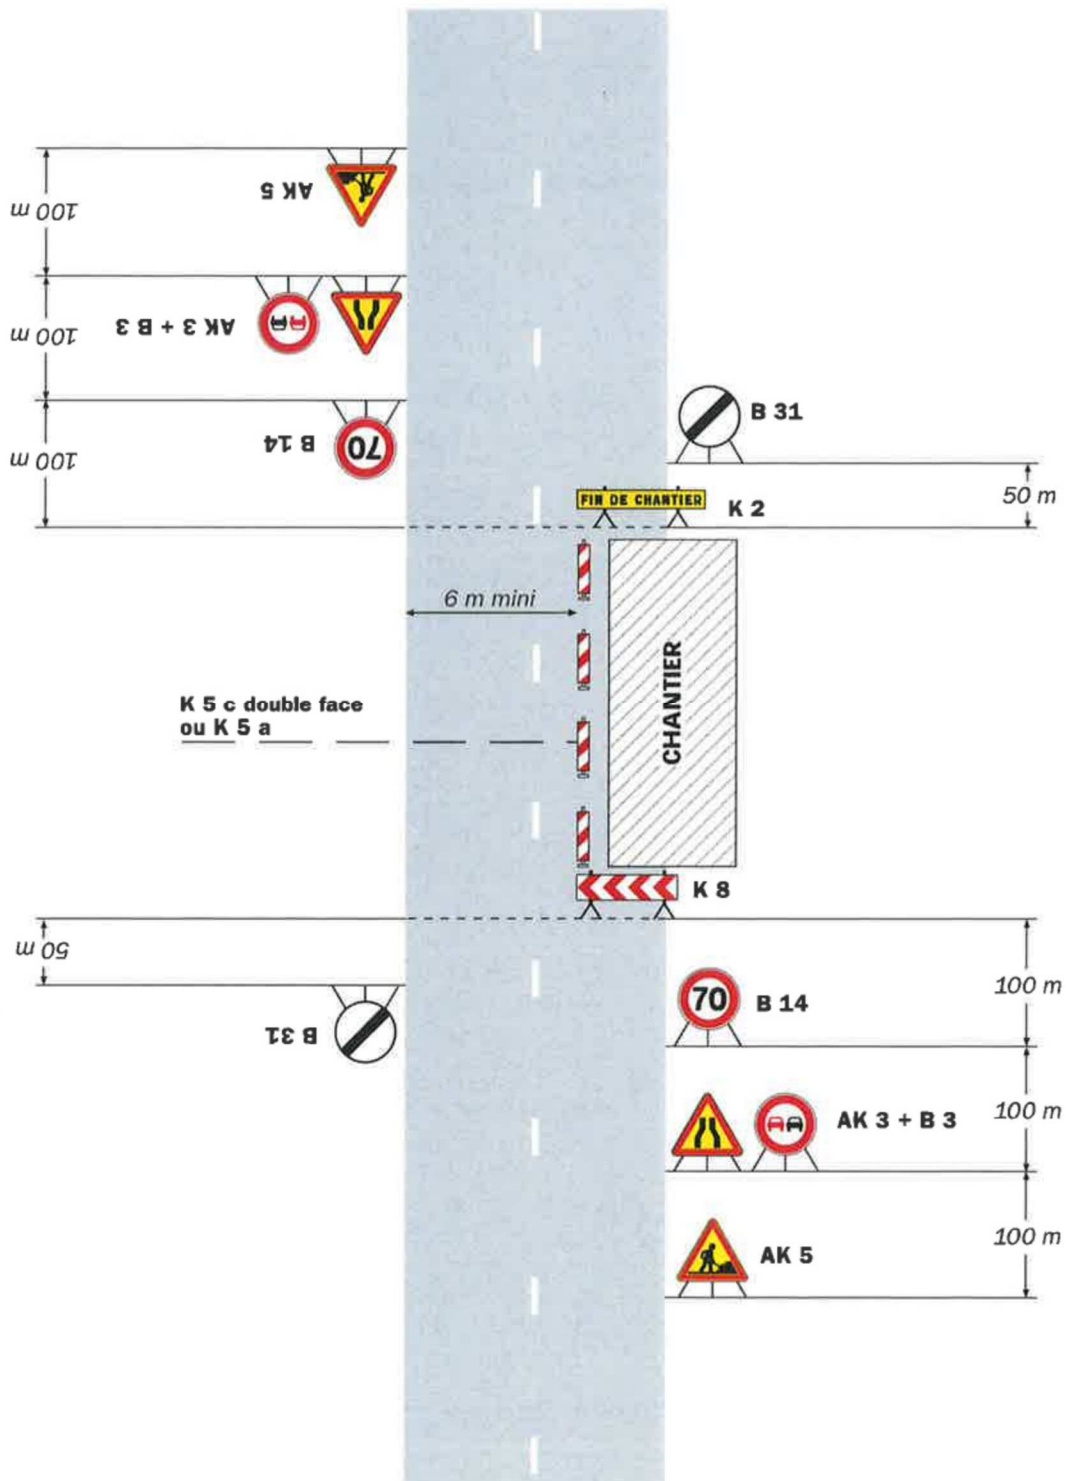 AK 5
100 m
AK 3 + B 3
100 m
B 14
70
100 m
B 31
50 m
FIN DE CHANTIER
K 2
6 m mini
CHANTIER
K 5 c double face
ou K 5 a
K 8
50 m
B 31
70
B 14
100 m
AK 3 + B 3
100 m
AK 5
100 m